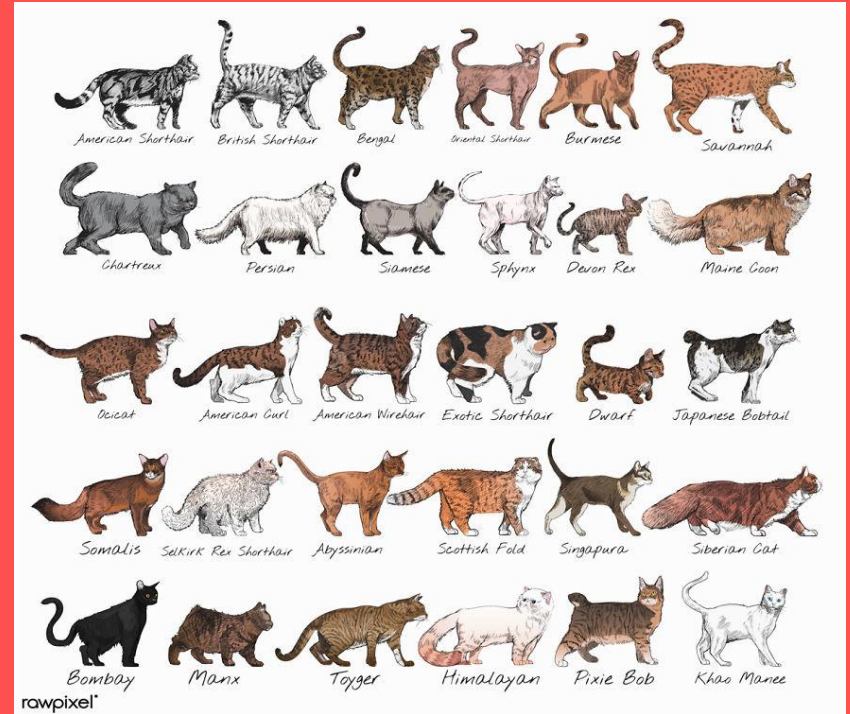 American Shorthair
British Shorthair
Bengal
Oriental Shorthair
Burmese
Savannah
Chartreux
Persian
Siamese
Sphynx
Devon Rex
Maine Coon
Ocicat
American Curl
American Wirehair
Exotic Shorthair
Dwarf
Japanese Bobtail
Somalis
Selkirk Rex Shorthair
Abyssinian
Scottish Fold
Singapura
Siberian Cat
Bombay
Manx
Toyger
Himalayan
Pixie Bob
Khao Manee
rawpixel